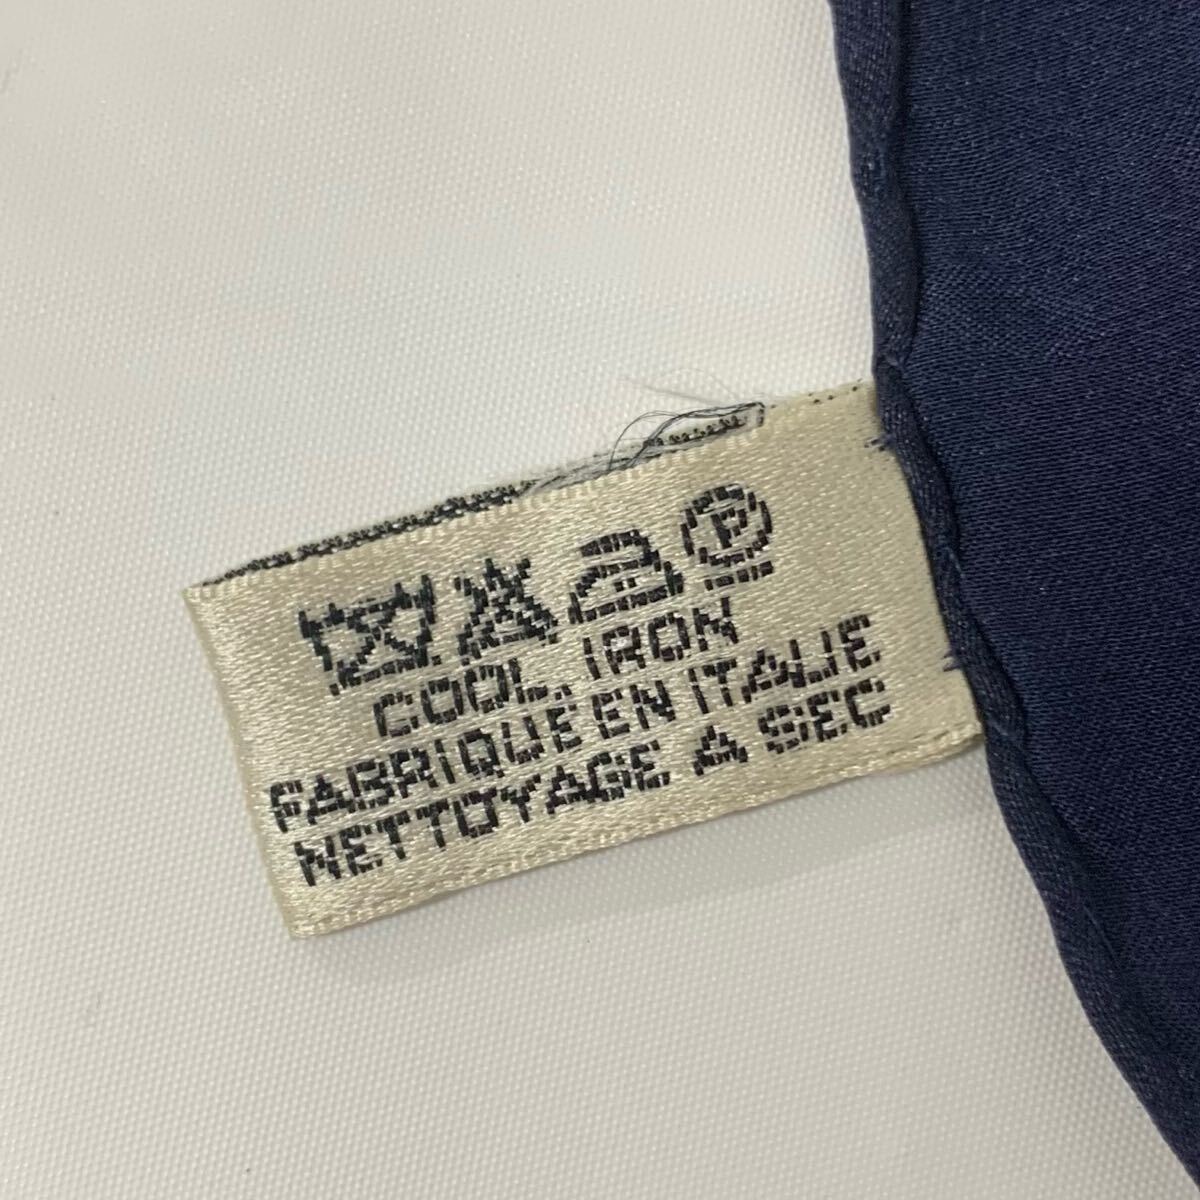 P
COOL IRON
FABRIQUE EN ITALIE
NETTOYAGE A SEC